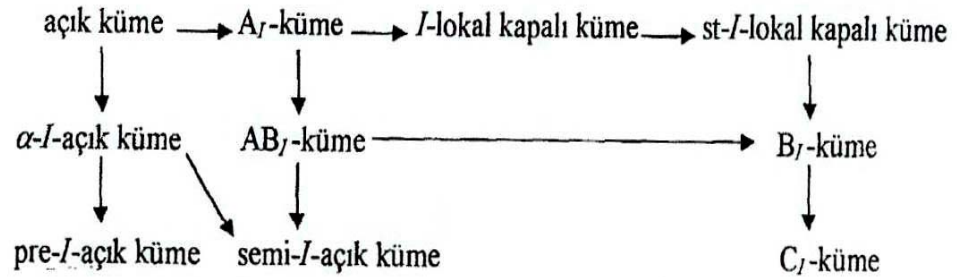 açık küme A_I-küme I-lokal kapalı küme st-I-lokal kapalı küme
α-I-açık küme AB_I-küme B_I-küme
pre-I-açık küme semi-I-açık küme C_I-küme